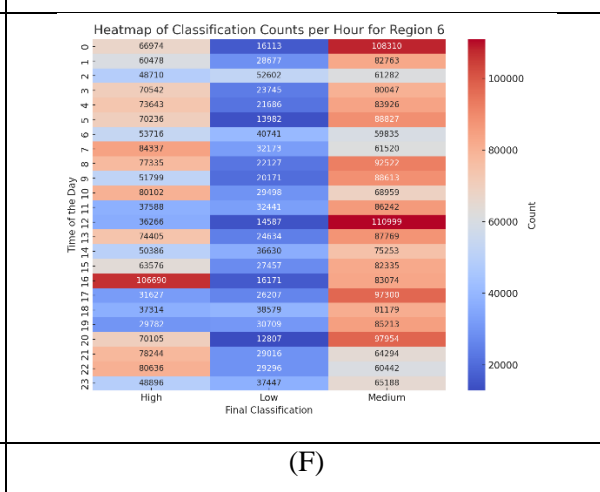 Heatmap of Classification Counts per Hour for Region 6
0 66974 16113 108310
1 60478 28677 82763
2 48710 52602 61282
3 70542 23745 80047
4 73643 21686 83926
5 70236 13982 88827
6 53716 40741 59835
7 84337 32173 61520
8 77335 22127 92522
9 51799 20171 88613
10 80102 29498 68959
11 37588 32441 86242
12 36266 14587 110999
13 74405 24634 87769
14 50386 36630 75253
15 63576 27457 82335
16 106690 16171 83074
17 31627 26207 97300
18 37314 38579 81179
19 29782 30709 85213
20 70105 12807 97954
21 78244 29016 64294
22 80636 29296 60442
23 48896 37447 65188
High Low Medium
Final Classification
Time of the Day
100000
80000
60000
40000
20000
Count
(F)